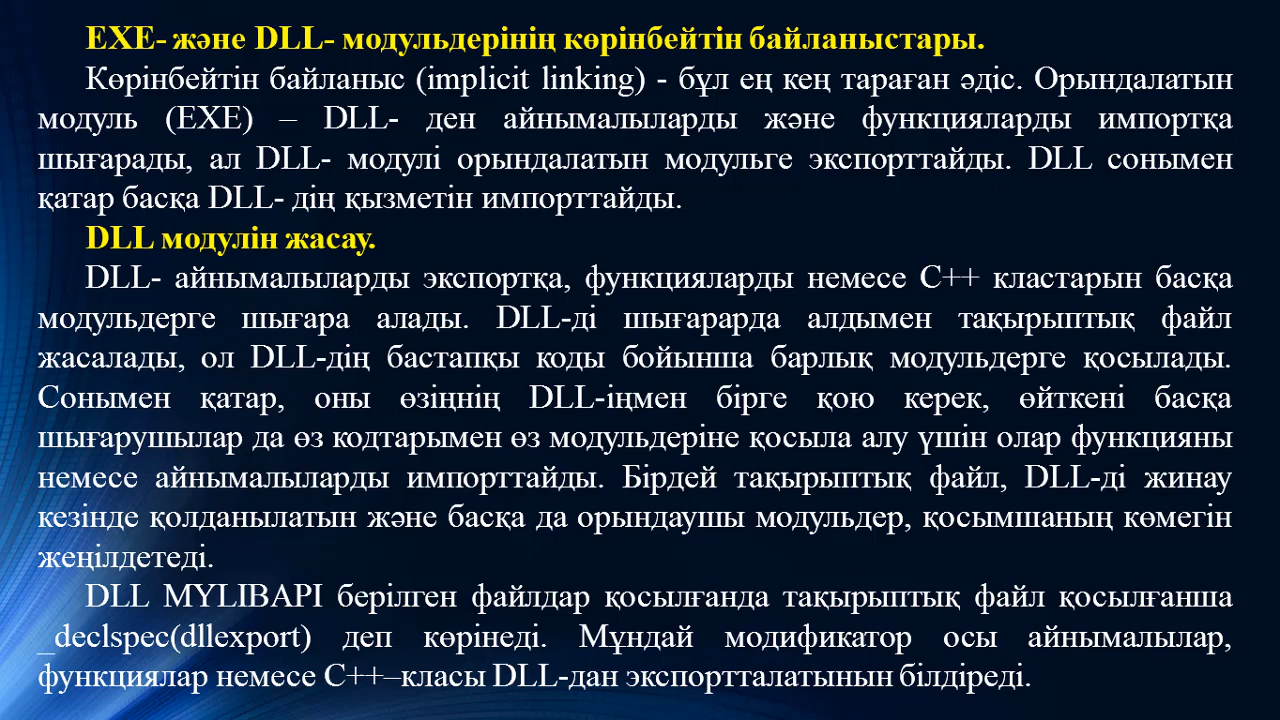 EXE- және DLL- модульдерінің көрінбейтін байланыстары.
Көрінбейтін байланыс (implicit linking) - бұл ең кең тараған әдіс. Орындалатын
модуль (EXE) – DLL- ден айнымалыларды және функцияларды импортқа
шығарады, ал DLL- модулі орындалатын модульге экспорттайды. DLL сонымен
қатар басқа DLL- дің қызметін импорттайды.
DLL модулін жасау.
DLL- айнымалыларды экспортқа, функцияларды немесе C++ кластарын басқа
модульдерге шығара алады. DLL-ді шығарарда алдымен тақырыптық файл
жасалады, ол DLL-дің бастапқы коды бойынша барлық модульдерге қосылады.
Сонымен қатар, оны өзіңнің DLL-іңмен бірге қою керек, өйткені басқа
шығарушылар да өз кодтарымен өз модульдеріне қосыла алу үшін олар функцияны
немесе айнымалыларды импорттайды. Бірдей тақырыптық файл, DLL-ді жинау
кезінде қолданылатын және басқа да орындаушы модульдер, қосымшаның көмегін
жеңілдетеді.
DLL MYLIBAPI берілген файлдар қосылғанда тақырыптық файл қосылғанша
_declspec(dllexport) деп көрінеді. Мұндай модификатор осы айнымалылар,
функциялар немесе C++–класы DLL-дан экспортталатынын білдіреді.